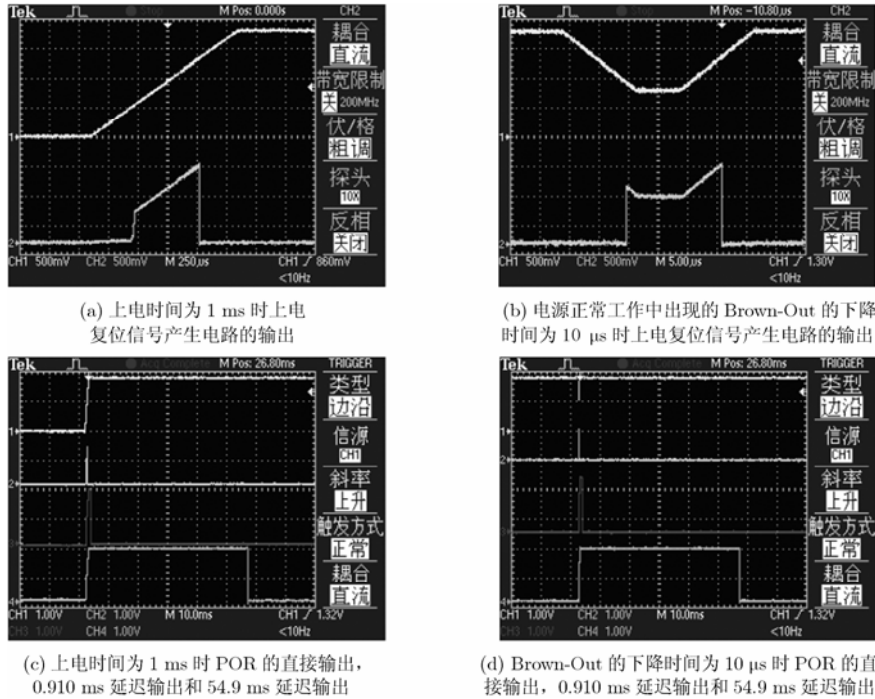 Tek
M Pos: 0.000s
CH2
耦合
直流
带宽限制
关 200MHz
伏/格
粗调
探头
10X
反相
关闭
1
2
CH1 500mV CH2 500mV M 250µs CH1 860mV
<10Hz
(a) 上电时间为 1 ms 时上电
复位信号产生电路的输出
Tek
Stop
M Pos: -10.80µs
CH2
耦合
直流
带宽限制
关 200MHz
伏/格
粗调
探头
10X
反相
关闭
1
2
CH1 500mV CH2 500mV M 5.00µs CH1 1.30V
<10Hz
(b) 电源正常工作中出现的 Brown-Out 的下降
时间为 10 µs 时上电复位信号产生电路的输出
Tek
Acq Complete
M Pos: 26.80ms
TRIGGER
类型
边沿
信源
CH1
斜率
上升
触发方式
正常
耦合
直流
1
2
3
4
CH1 1.00V CH2 1.00V M 10.0ms CH1 1.32V
CH3 1.00V CH4 1.00V <10Hz
(c) 上电时间为 1 ms 时 POR 的直接输出，
0.910 ms 延迟输出和 54.9 ms 延迟输出
Tek
Acq Complete
M Pos: 26.80ms
TRIGGER
类型
边沿
信源
CH1
斜率
上升
触发方式
正常
耦合
直流
1
2
3
4
CH1 1.00V CH2 1.00V M 10.0ms CH1 1.32V
CH3 1.00V CH4 1.00V <10Hz
(d) Brown-Out 的下降时间为 10 µs 时 POR 的直
接输出，0.910 ms 延迟输出和 54.9 ms 延迟输出